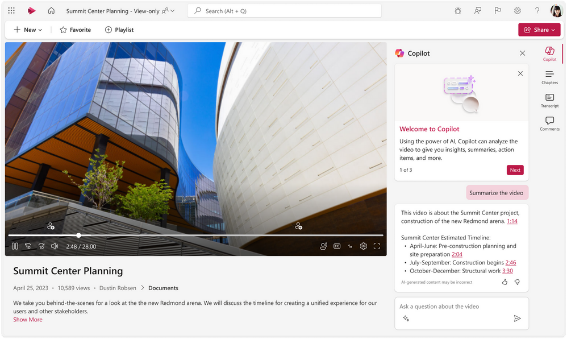 Summit Center Planning - View-only
Search (Alt + Q)
New
Favorite
Playlist
Share
Copilot
Copilot
Chapters
Transcript
Comments
Welcome to Copilot
Using the power of AI, Copilot can analyze the
video to give you insights, summaries, action
items, and more.
1 of 3
Next
Summarize the video
This video is about the Summit Center project,
construction of the new Redmond arena. 1:54
Summit Center Estimated Timeline
• April-June: Pre-construction planning and
site preparation 2:04
• July-September: Construction begins 2:46
• October-December: Structural work 3:30
AI-generated content may be incorrect
Ask a question about the video
2:48 / 28:00
Summit Center Planning
April 25, 2023 • 10,589 views • Dustin Robsen > Documents
We take you behind-the-scenes for a look at the the new Redmond arena. We will discuss the timeline for creating a unified experience for our
users and other stakeholders.
Show More